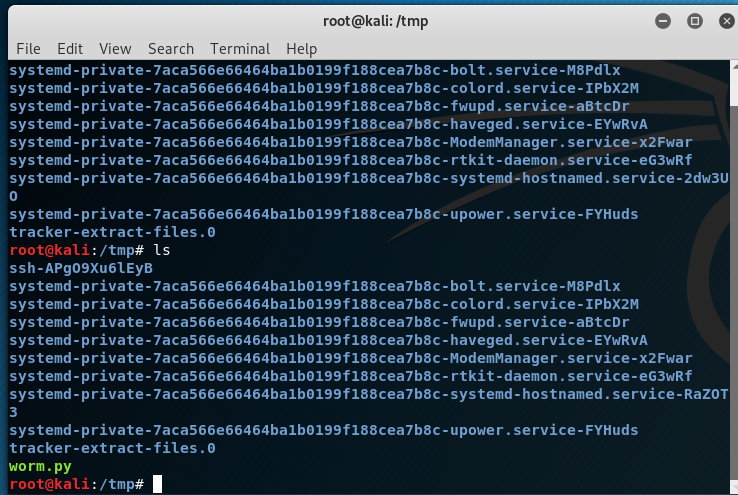 root@kali: /tmp
File Edit View Search Terminal Help
systemd-private-7aca566e66464ba1b0199f188cea7b8c-bolt.service-M8Pdlx
systemd-private-7aca566e66464ba1b0199f188cea7b8c-colord.service-IPbX2M
systemd-private-7aca566e66464ba1b0199f188cea7b8c-fwupd.service-aBtcDr
systemd-private-7aca566e66464ba1b0199f188cea7b8c-haveged.service-EYwRvA
systemd-private-7aca566e66464ba1b0199f188cea7b8c-ModemManager.service-x2Fwar
systemd-private-7aca566e66464ba1b0199f188cea7b8c-rtkit-daemon.service-eG3wRf
systemd-private-7aca566e66464ba1b0199f188cea7b8c-systemd-hostnamed.service-2dw3U
O
systemd-private-7aca566e66464ba1b0199f188cea7b8c-upower.service-FYHuds
tracker-extract-files.0
root@kali:/tmp# ls
ssh-APgO9Xu6lEyB
systemd-private-7aca566e66464ba1b0199f188cea7b8c-bolt.service-M8Pdlx
systemd-private-7aca566e66464ba1b0199f188cea7b8c-colord.service-IPbX2M
systemd-private-7aca566e66464ba1b0199f188cea7b8c-fwupd.service-aBtcDr
systemd-private-7aca566e66464ba1b0199f188cea7b8c-haveged.service-EYwRvA
systemd-private-7aca566e66464ba1b0199f188cea7b8c-ModemManager.service-x2Fwar
systemd-private-7aca566e66464ba1b0199f188cea7b8c-rtkit-daemon.service-eG3wRf
systemd-private-7aca566e66464ba1b0199f188cea7b8c-systemd-hostnamed.service-RaZOT
3
systemd-private-7aca566e66464ba1b0199f188cea7b8c-upower.service-FYHuds
tracker-extract-files.0
worm.py
root@kali:/tmp#